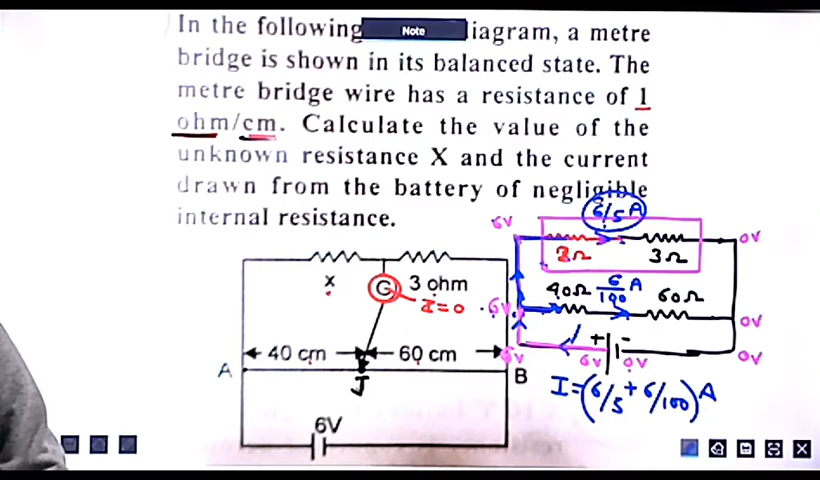 In the following Note iagram, a metre
bridge is shown in its balanced state. The
metre bridge wire has a resistance of 1
ohm/cm. Calculate the value of the
unknown resistance X and the current
drawn from the battery of negligible
internal resistance.
6V 6/5 A 0V
2Ω 3Ω
X G 3 ohm
I=0
6V 40Ω 6/100 A 60Ω 0V
40 cm 60 cm 6V
6V 0V 0V
+ -
A J B
I=(6/5+6/100)A
6V